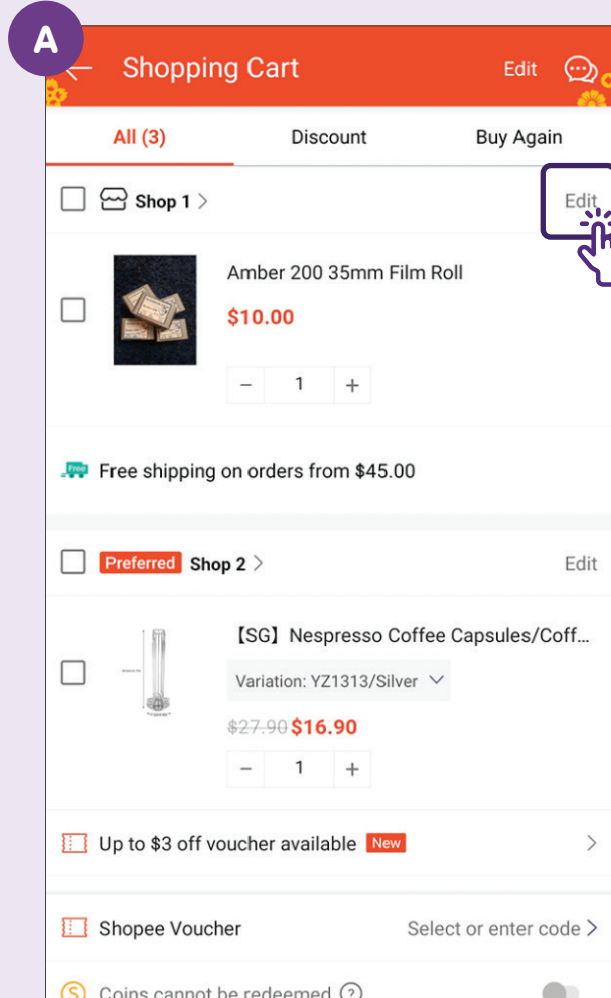 A
Shopping Cart Edit
All (3) Discount Buy Again
Shop 1 > Edit
Amber 200 35mm Film Roll
$10.00
- 1 +
Free Free shipping on orders from $45.00
Preferred Shop 2 > Edit
【SG】Nespresso Coffee Capsules/Coff...
Variation: YZ1313/Silver
$27.90 $16.90
- 1 +
Up to $3 off voucher available New >
Shopee Voucher Select or enter code >
S Coins cannot be redeemed ?